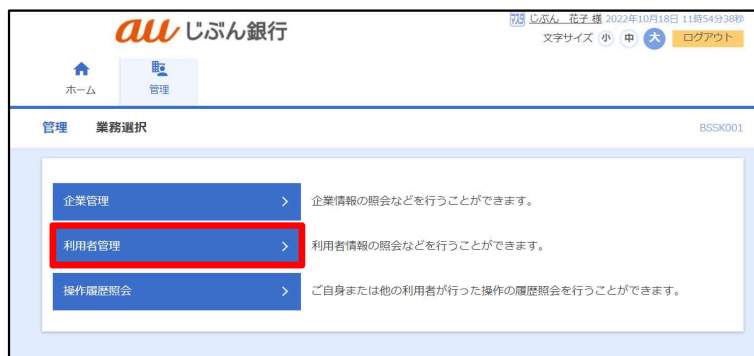 au じぶん銀行
マスタ じぶん 花子 様 2022年10月18日 11時54分38秒
文字サイズ 小 中 大 ログアウト
ホーム 管理
管理 業務選択 BSSK001
企業管理 企業情報の照会などを行うことができます。
利用者管理 利用者情報の照会などを行うことができます。
操作履歴照会 ご自身または他の利用者が行った操作の履歴照会を行うことができます。